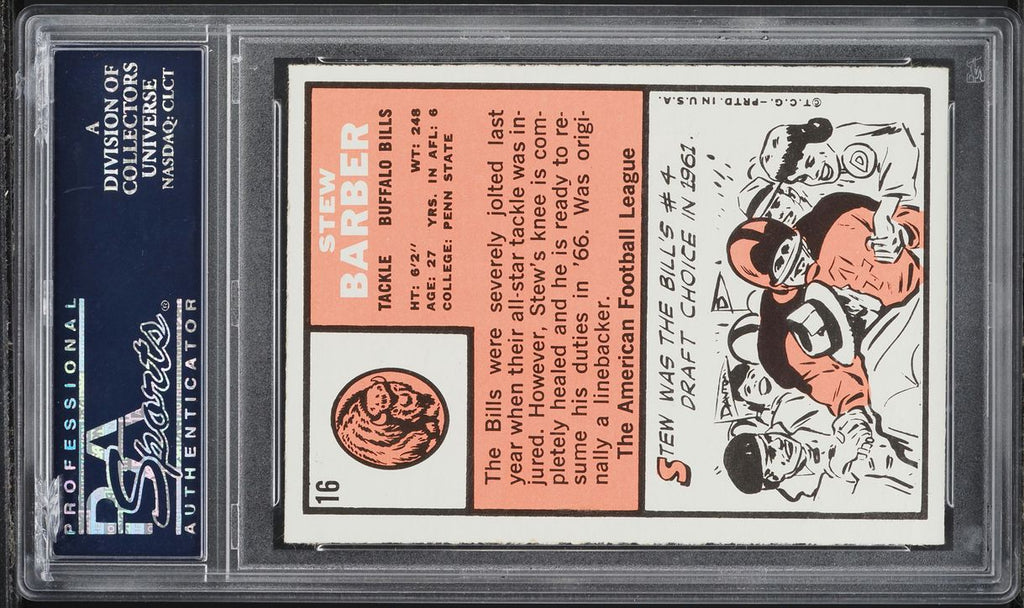 A
DIVISION OF
COLLECTORS
UNIVERSE
NASDAQ: CLCT
PROFESSIONAL
PSA
Sports
®
AUTHENTICATOR
16
STEW
BARBER
TACKLE BUFFALO BILLS
HT: 6'2" WT: 248
AGE: 27 YRS. IN AFL: 6
COLLEGE: PENN STATE
The Bills were severely jolted last
year when their all-star tackle was in-
jured. However, Stew's knee is com-
pletely healed and he is ready to re-
sume his duties in '66. Was origi-
nally a linebacker.
The American Football League
STEW WAS THE BILL'S #4
DRAFT CHOICE IN 1961.
©T.C.G.—PRTD. IN U.S.A.